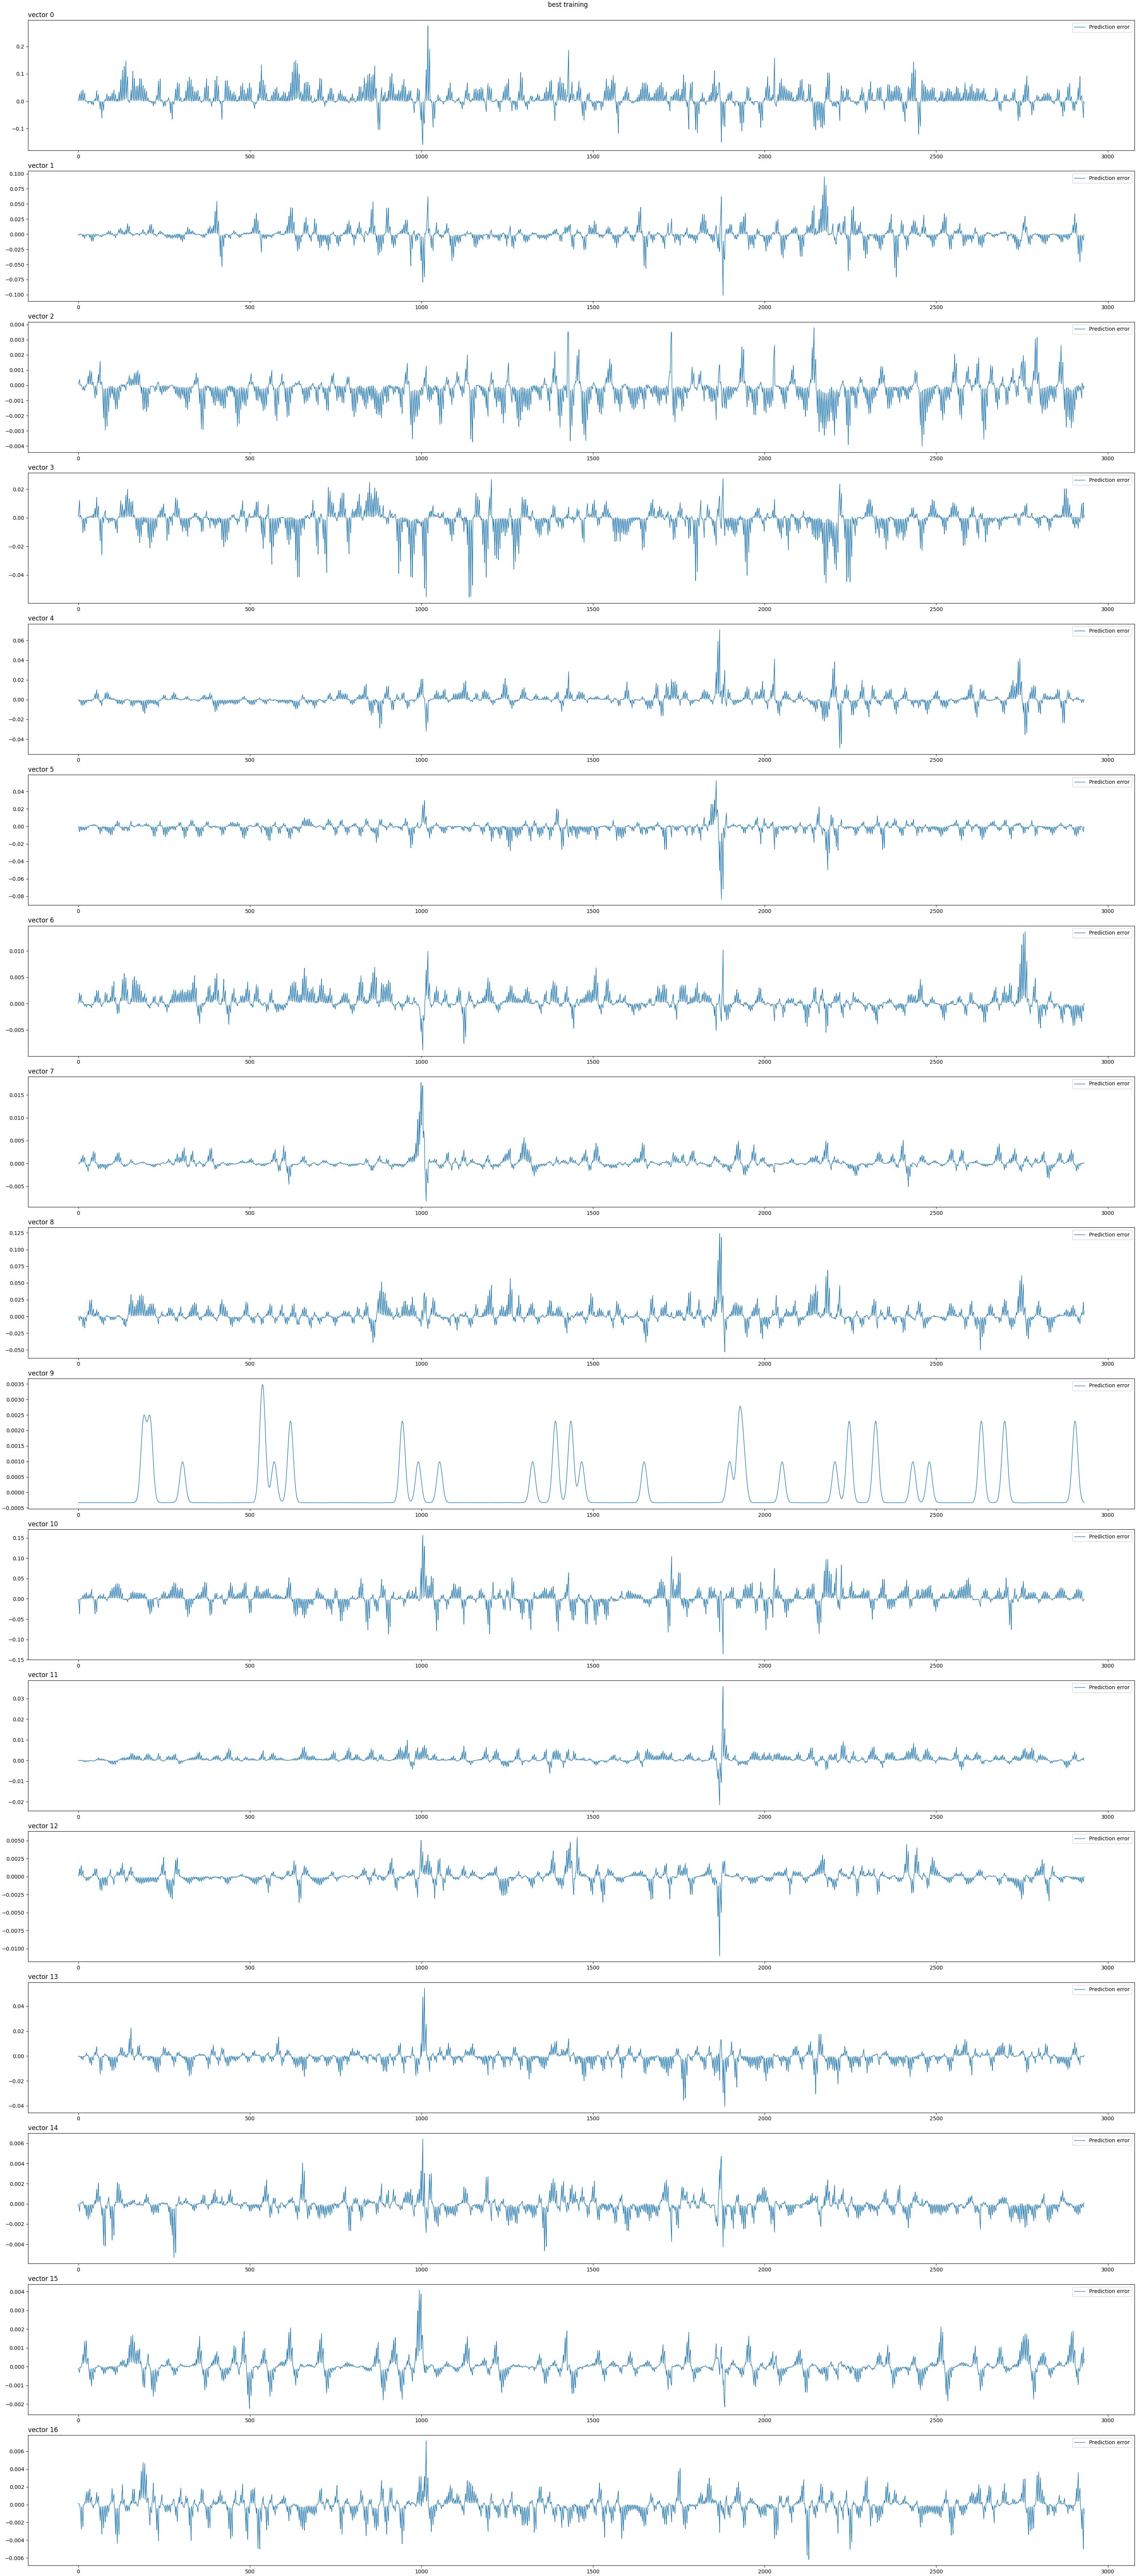 best training
vector 0
Prediction error
0.2
0.1
0.0
−0.1
0 500 1000 1500 2000 2500 3000
vector 1
Prediction error
0.100
0.075
0.050
0.025
0.000
−0.025
−0.050
−0.075
−0.100
0 500 1000 1500 2000 2500 3000
vector 2
Prediction error
0.004
0.003
0.002
0.001
0.000
−0.001
−0.002
−0.003
−0.004
0 500 1000 1500 2000 2500 3000
vector 3
Prediction error
0.02
0.00
−0.02
−0.04
0 500 1000 1500 2000 2500 3000
vector 4
Prediction error
0.06
0.04
0.02
0.00
−0.02
−0.04
0 500 1000 1500 2000 2500 3000
vector 5
Prediction error
0.04
0.02
0.00
−0.02
−0.04
−0.06
−0.08
0 500 1000 1500 2000 2500 3000
vector 6
Prediction error
0.010
0.005
0.000
−0.005
0 500 1000 1500 2000 2500 3000
vector 7
Prediction error
0.015
0.010
0.005
0.000
−0.005
0 500 1000 1500 2000 2500 3000
vector 8
Prediction error
0.125
0.100
0.075
0.050
0.025
0.000
−0.025
−0.050
0 500 1000 1500 2000 2500 3000
vector 9
Prediction error
0.0035
0.0030
0.0025
0.0020
0.0015
0.0010
0.0005
0.0000
−0.0005
0 500 1000 1500 2000 2500 3000
vector 10
Prediction error
0.15
0.10
0.05
0.00
−0.05
−0.10
−0.15
0 500 1000 1500 2000 2500 3000
vector 11
Prediction error
0.03
0.02
0.01
0.00
−0.01
−0.02
0 500 1000 1500 2000 2500 3000
vector 12
Prediction error
0.0050
0.0025
0.0000
−0.0025
−0.0050
−0.0075
−0.0100
0 500 1000 1500 2000 2500 3000
vector 13
Prediction error
0.04
0.02
0.00
−0.02
−0.04
0 500 1000 1500 2000 2500 3000
vector 14
Prediction error
0.006
0.004
0.002
0.000
−0.002
−0.004
0 500 1000 1500 2000 2500 3000
vector 15
Prediction error
0.004
0.003
0.002
0.001
0.000
−0.001
−0.002
0 500 1000 1500 2000 2500 3000
vector 16
Prediction error
0.006
0.004
0.002
0.000
−0.002
−0.004
−0.006
0 500 1000 1500 2000 2500 3000